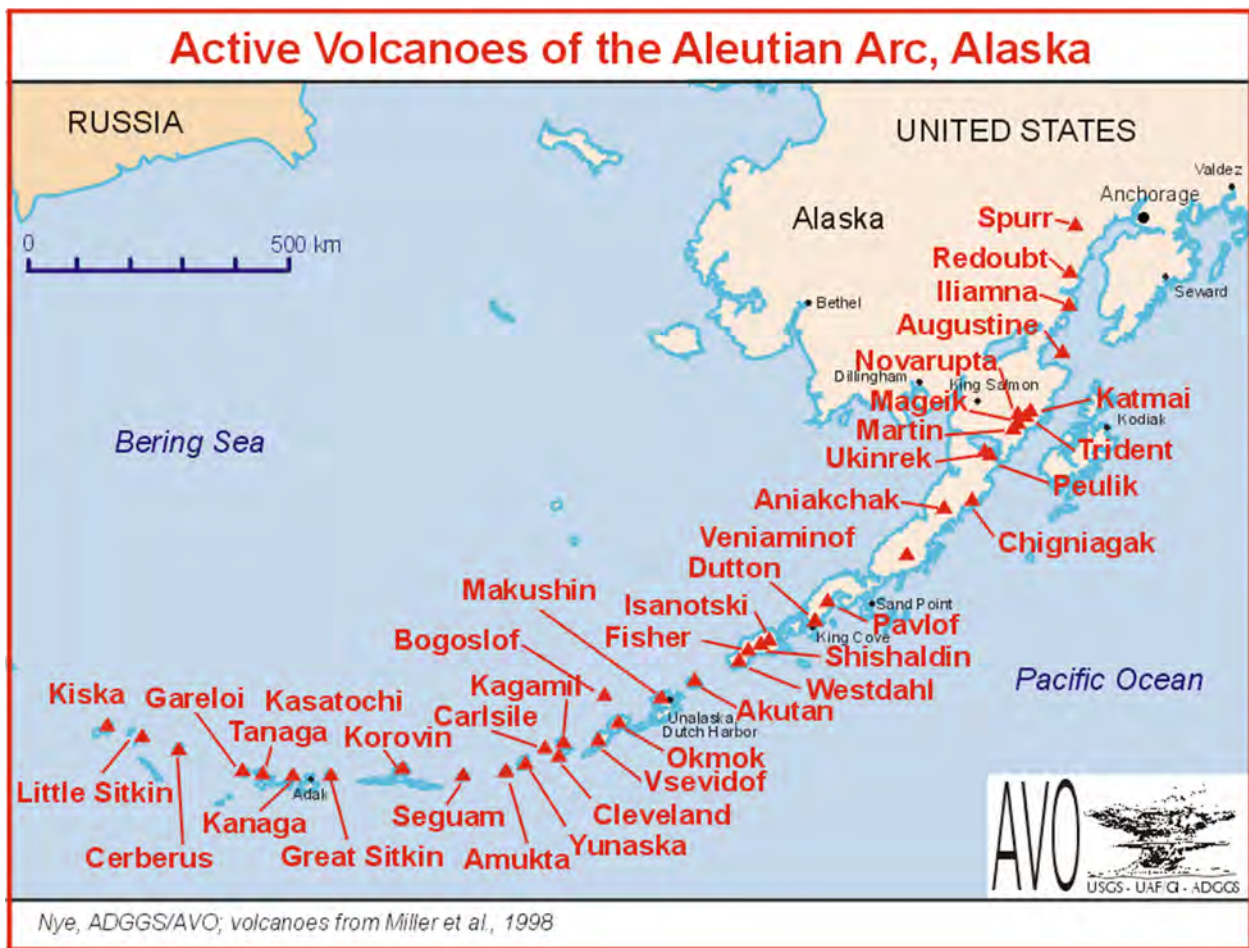 Active Volcanoes of the Aleutian Arc, Alaska
RUSSIA
UNITED STATES
Valdez
Anchorage
Alaska
Spurr
0
500 km
Redoubt
Iliamna
Seward
Bethel
Augustine
Novarupta
Dillingham
King Salmon
Mageik
Katmai
Kodiak
Martin
Bering Sea
Trident
Ukinrek
Peulik
Aniakchak
Chigniagak
Veniaminof
Dutton
Makushin
Isanotski
Sand Point
Pavlof
King Cove
Bogoslof
Fisher
Shishaldin
Pacific Ocean
Kagamil
Westdahl
Kiska
Gareloi
Kasatochi
Carlsile
Akutan
Tanaga
Korovin
Unalaska,
Dutch Harbor
Okmok
Vsevidof
Little Sitkin
Adak
Kanaga
Seguam
Cleveland
Cerberus
Great Sitkin
Amukta
Yunaska
AVO
USGS - UAF/GI - ADGGS
Nye, ADGGS/AVO; volcanoes from Miller et al., 1998